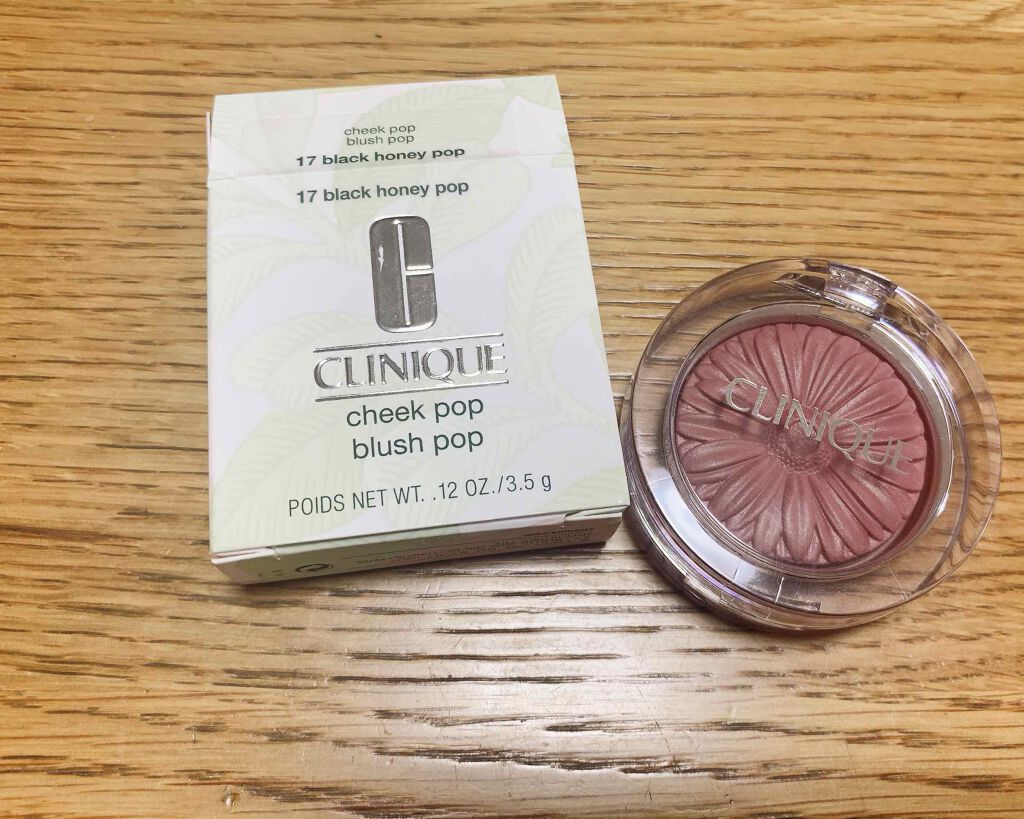 cheek pop
blush pop
17 black honey pop
17 black honey pop
CLINIQUE
cheek pop
blush pop
POIDS NET WT. .12 OZ./3.5 g
CLINIQUE